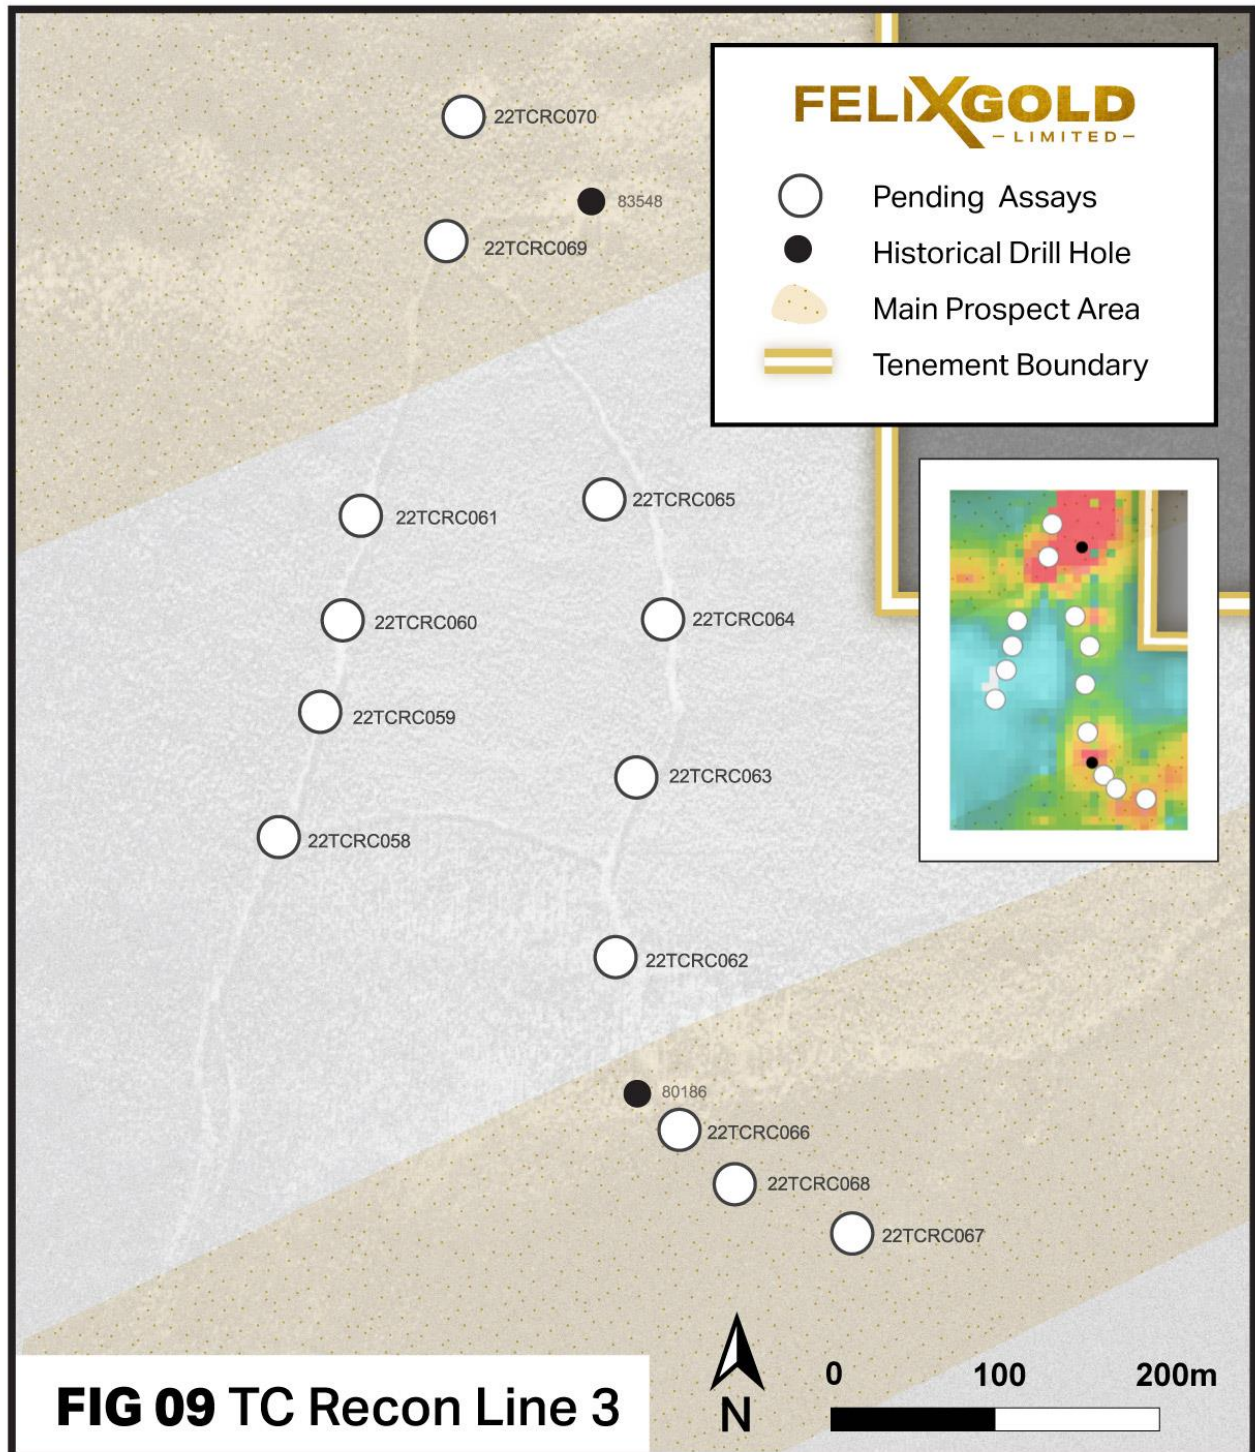 FELIXGOLD
LIMITED
Pending Assays
Historical Drill Hole
Main Prospect Area
Tenement Boundary
22TCRC070
83548
22TCRC069
22TCRC061
22TCRC065
22TCRC060
22TCRC064
22TCRC059
22TCRC063
22TCRC058
22TCRC062
80186
22TCRC066
22TCRC068
22TCRC067
FIG 09 TC Recon Line 3
N
0 100 200m